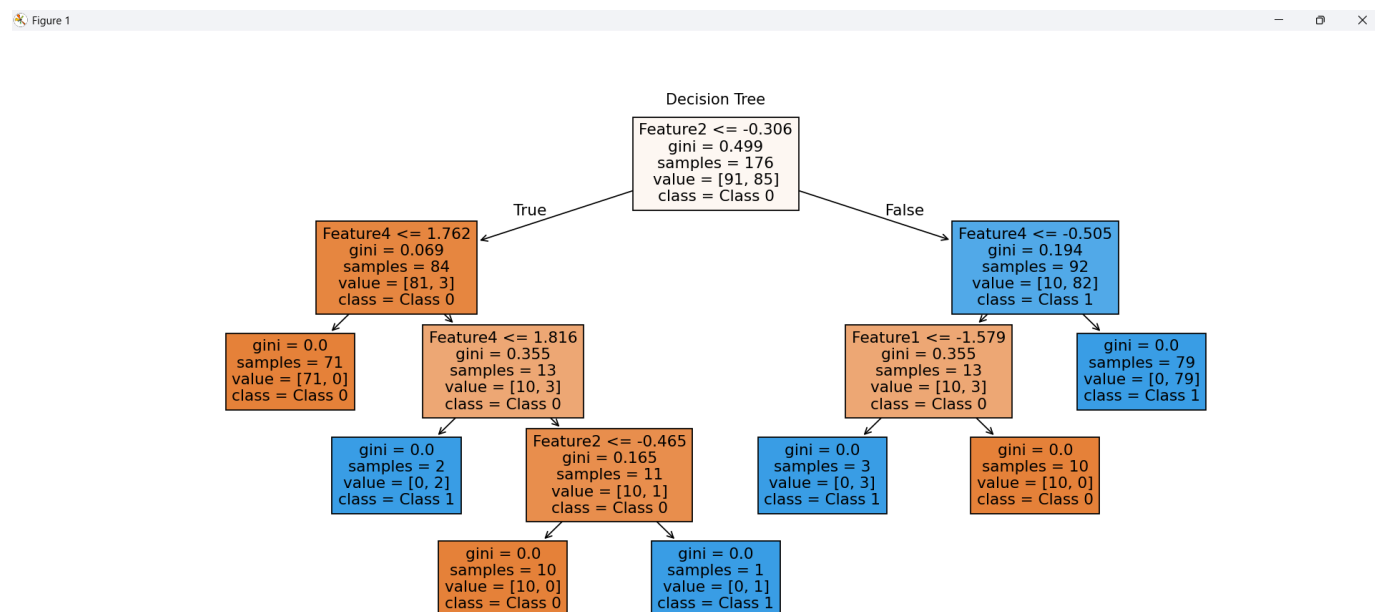 Figure 1
Decision Tree
Feature2 <= -0.306
gini = 0.499
samples = 176
value = [91, 85]
class = Class 0
True
False
Feature4 <= 1.762
gini = 0.069
samples = 84
value = [81, 3]
class = Class 0
Feature4 <= -0.505
gini = 0.194
samples = 92
value = [10, 82]
class = Class 1
gini = 0.0
samples = 71
value = [71, 0]
class = Class 0
Feature4 <= 1.816
gini = 0.355
samples = 13
value = [10, 3]
class = Class 0
Feature1 <= -1.579
gini = 0.355
samples = 13
value = [10, 3]
class = Class 0
gini = 0.0
samples = 79
value = [0, 79]
class = Class 1
gini = 0.0
samples = 2
value = [0, 2]
class = Class 1
Feature2 <= -0.465
gini = 0.165
samples = 11
value = [10, 1]
class = Class 0
gini = 0.0
samples = 3
value = [0, 3]
class = Class 1
gini = 0.0
samples = 10
value = [10, 0]
class = Class 0
gini = 0.0
samples = 10
value = [10, 0]
class = Class 0
gini = 0.0
samples = 1
value = [0, 1]
class = Class 1